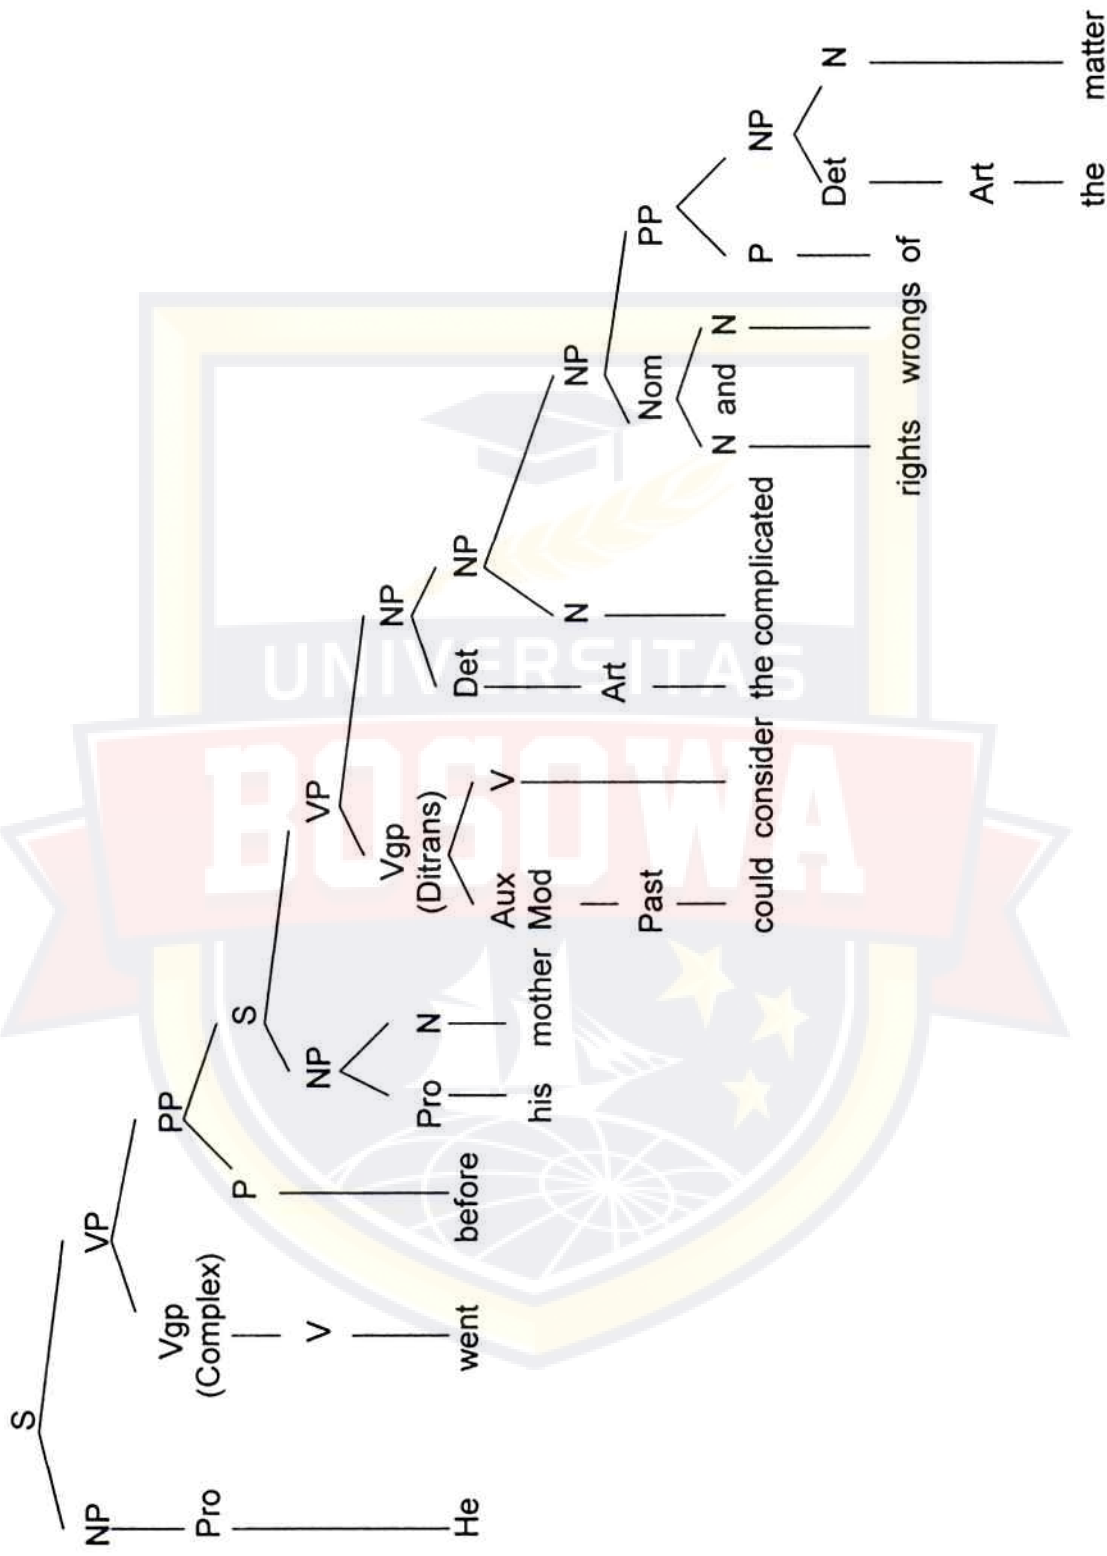 S
NP VP
Pro Vgp PP
(Complex)
V P S
He went before
NP VP
Pro N Vgp NP
(Ditrans)
his mother
Aux V Det NP
Mod
Past Art N NP
could consider the complicated
Nom PP
N and N P NP
rights wrongs of
Det N
Art
the matter
UNIVERSITAS
BOSOWA